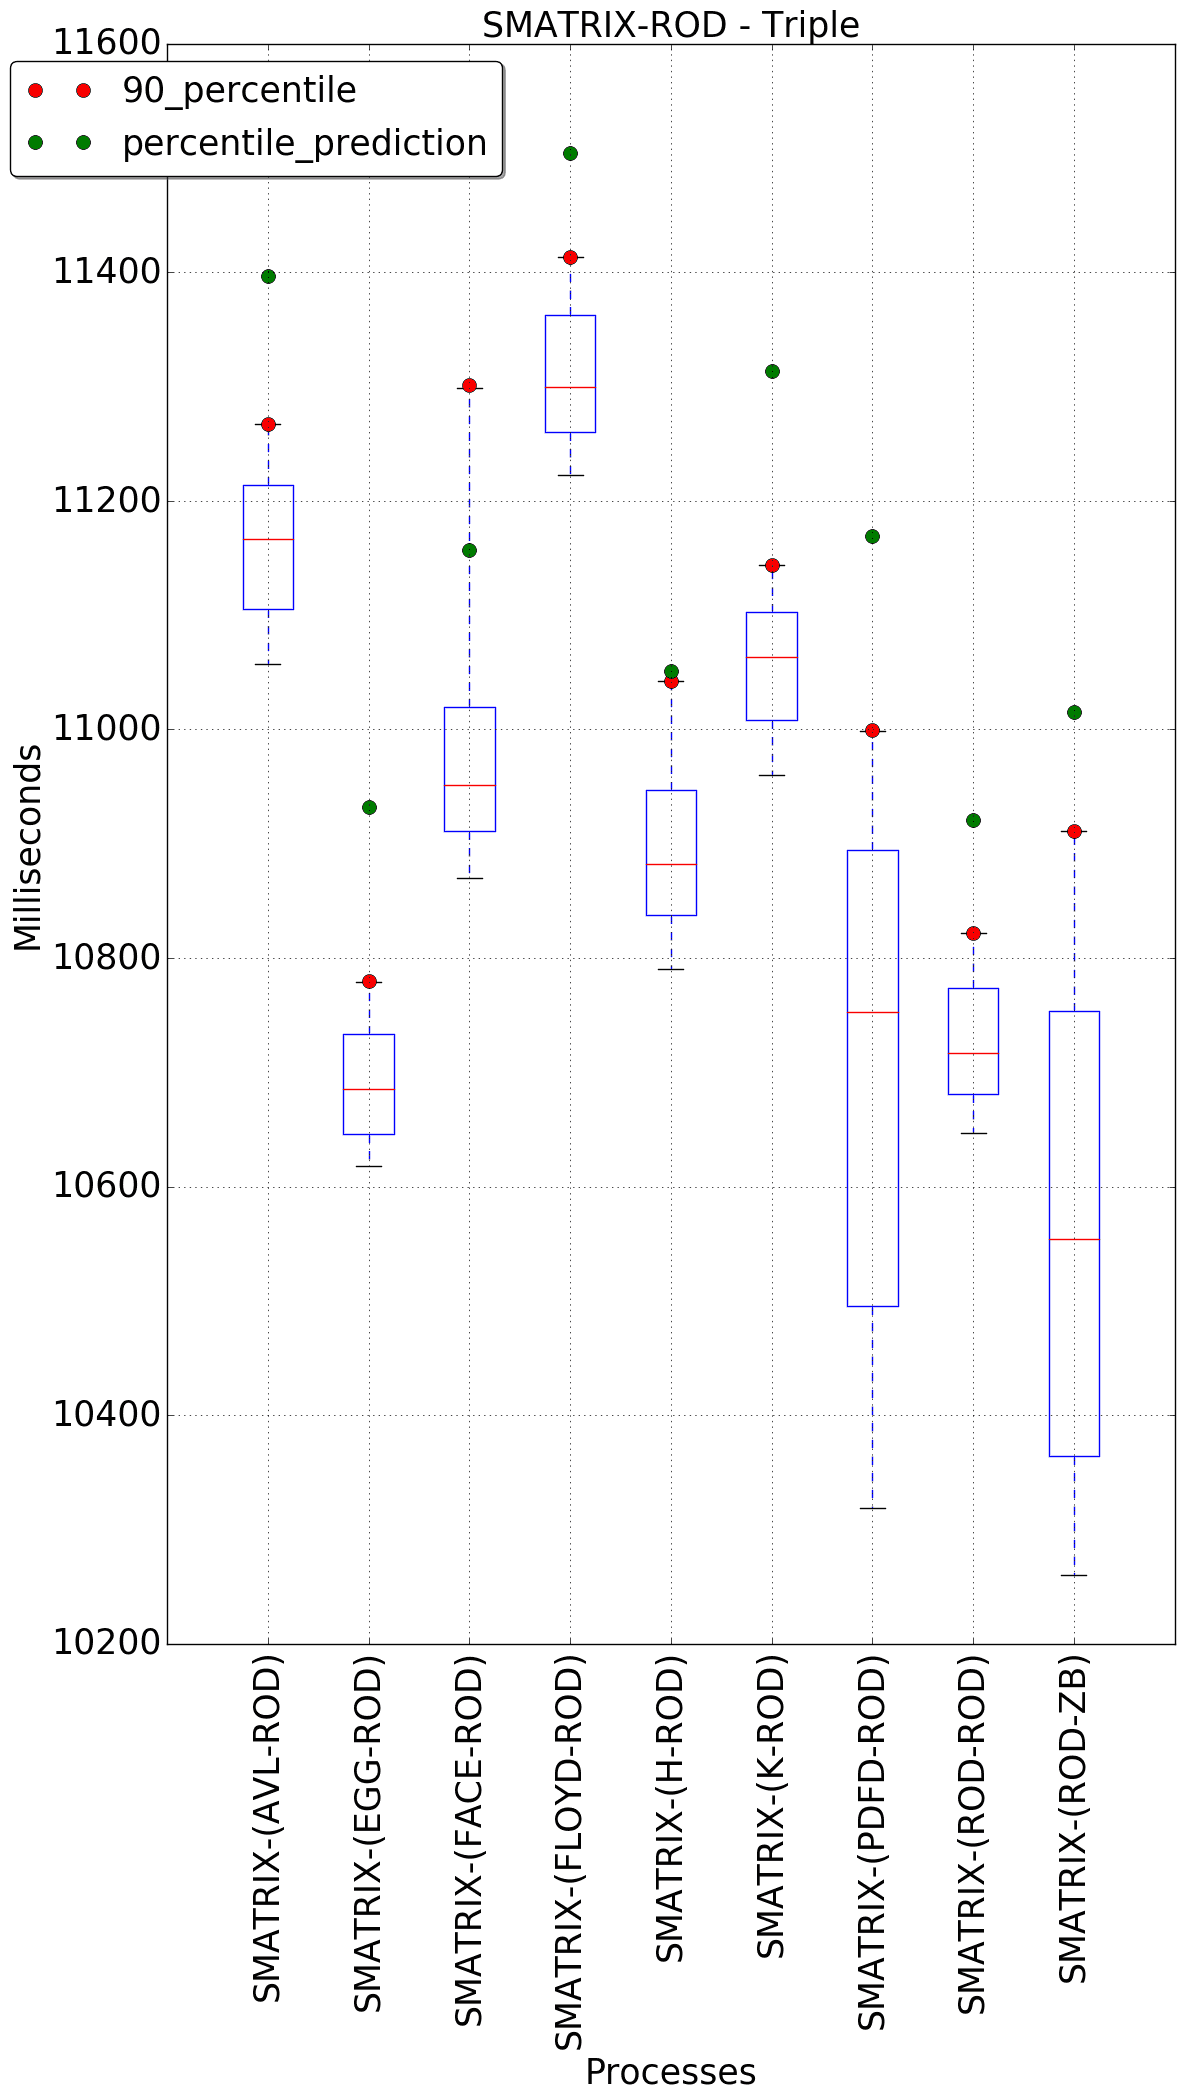 SMATRIX-ROD - Triple
90_percentile
percentile_prediction
11600
11400
11200
11000
10800
10600
10400
10200
Milliseconds
SMATRIX-(AVL-ROD)
SMATRIX-(EGG-ROD)
SMATRIX-(FACE-ROD)
SMATRIX-(FLOYD-ROD)
SMATRIX-(H-ROD)
SMATRIX-(K-ROD)
SMATRIX-(PDFD-ROD)
SMATRIX-(ROD-ROD)
SMATRIX-(ROD-ZB)
Processes